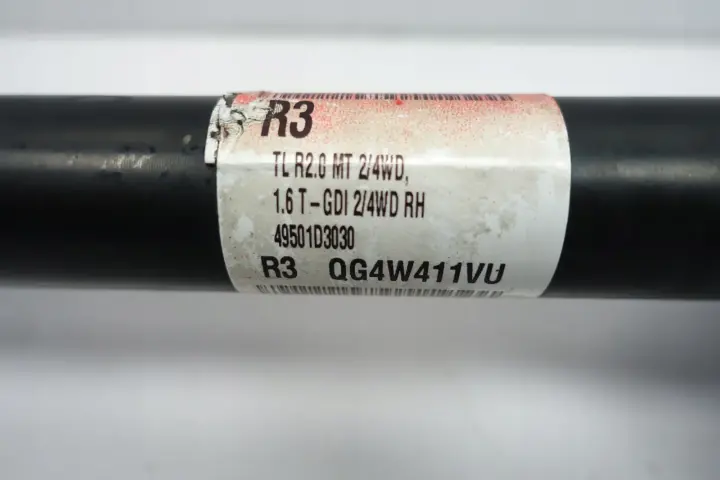 R3
TL R2.0 MT 2/4WD,
1.6 T-GDI 2/4WD RH
49501D3030
R3 QG4W411VU